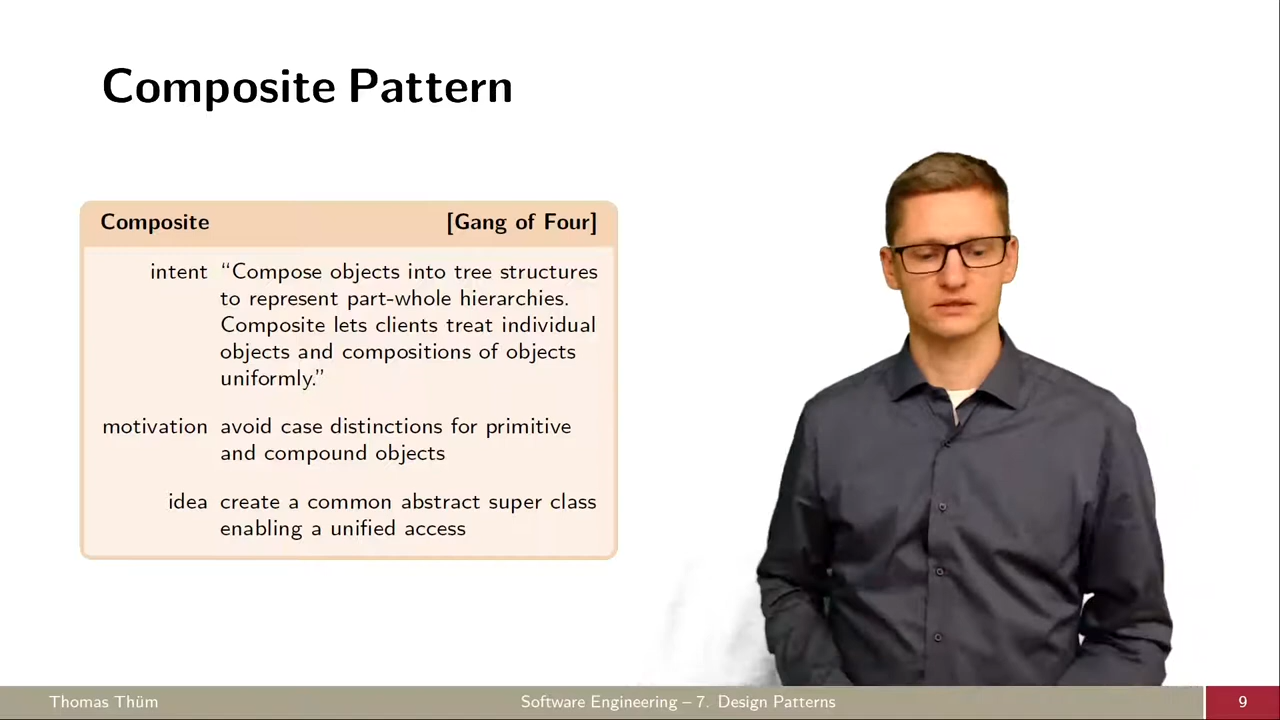 Composite Pattern
Composite [Gang of Four]
intent “Compose objects into tree structures
to represent part-whole hierarchies.
Composite lets clients treat individual
objects and compositions of objects
uniformly.”
motivation avoid case distinctions for primitive
and compound objects
idea create a common abstract super class
enabling a unified access
Thomas Thüm Software Engineering – 7. Design Patterns 9